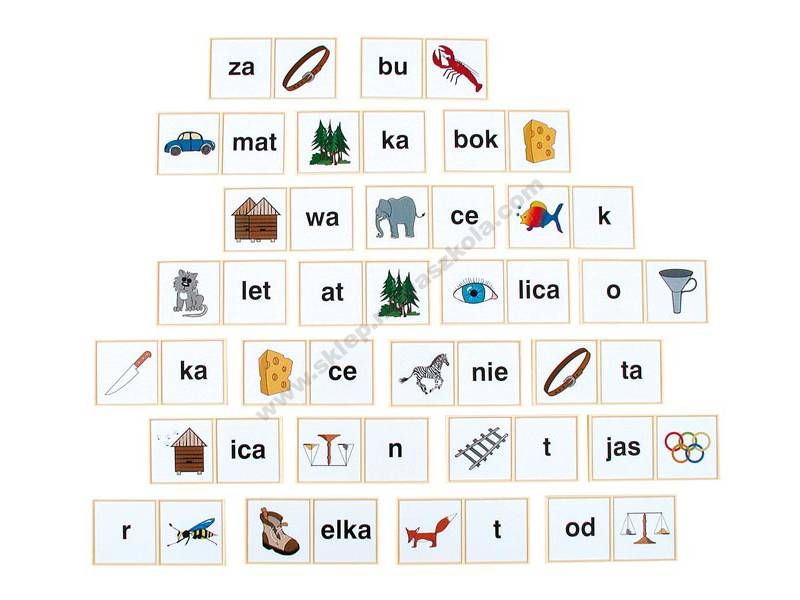 za bu
mat ka bok
wa ce k
let at lica o
ka ce nie ta
ica n t jas
r elka t od